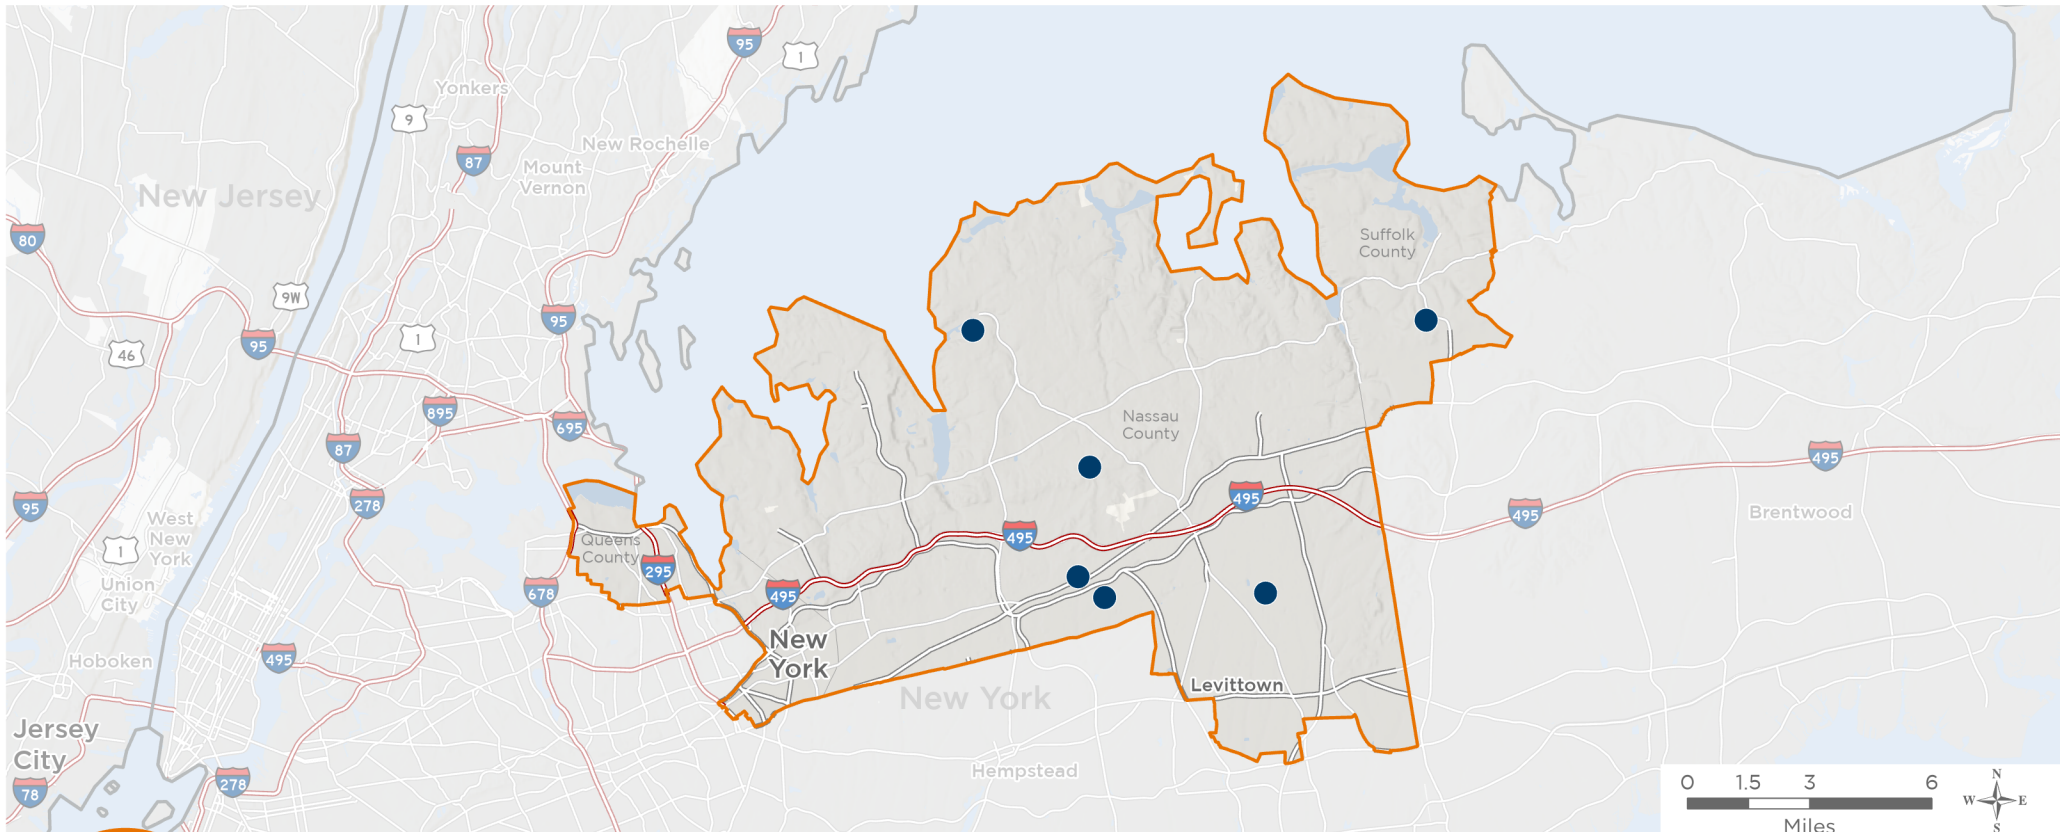 95
1
Yonkers
9
New Rochelle
87
Mount
Vernon
New Jersey
80
Suffolk
County
9W
95
1
95
46
895
695
Nassau
County
87
495
495
278
95
495
495
West
New
York
1
Brentwood
Queens
County
295
Union
City
678
495
New
York
Hoboken
495
Levittown
New York
Jersey
City
Hempstead
278
78
0 1.5 3 6
Miles
N
W E
S